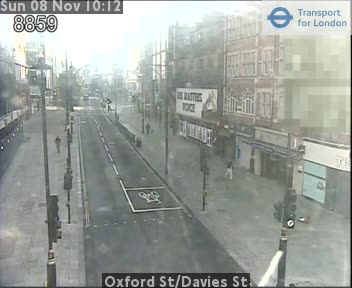 Sun 08 Nov 10:12
8859
Transport
for London
HIS MASTERS
VOICE
Oxford St/Davies St